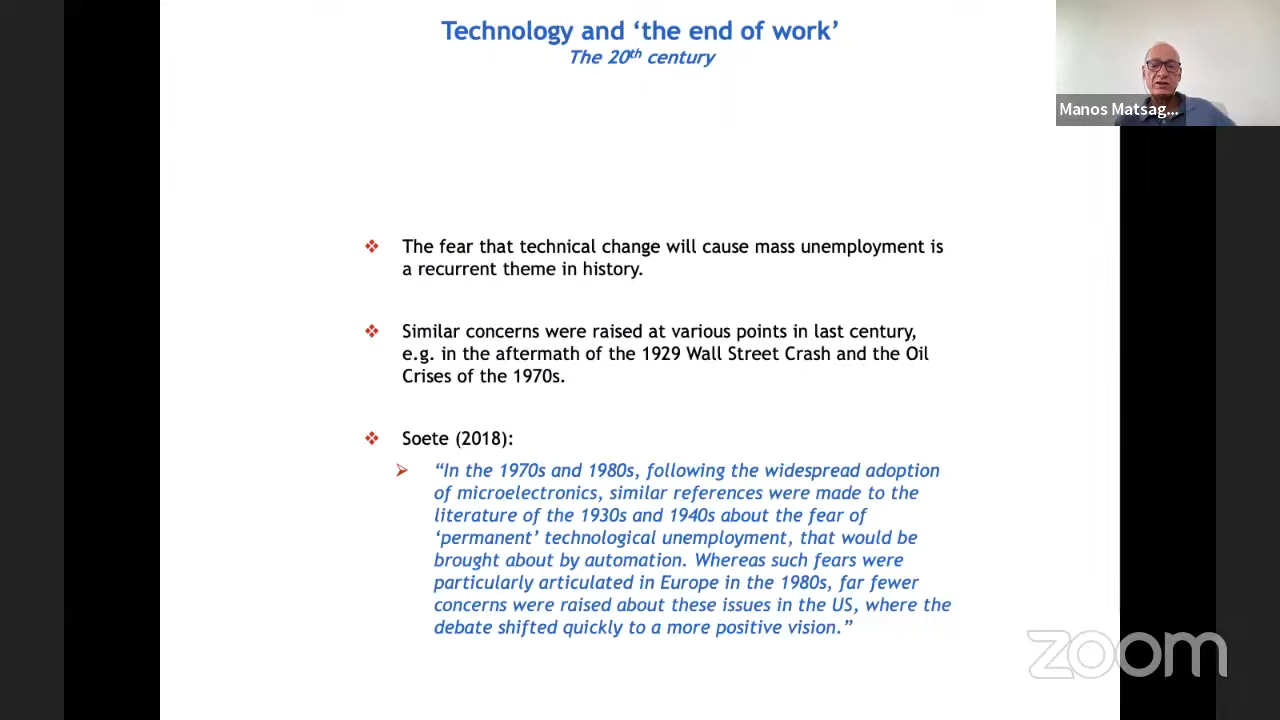 Technology and ‘the end of work’
The 20th century
Manos Matsag...
❖ The fear that technical change will cause mass unemployment is
a recurrent theme in history.
❖ Similar concerns were raised at various points in last century,
e.g. in the aftermath of the 1929 Wall Street Crash and the Oil
Crises of the 1970s.
❖ Soete (2018):
➢ “In the 1970s and 1980s, following the widespread adoption
of microelectronics, similar references were made to the
literature of the 1930s and 1940s about the fear of
‘permanent’ technological unemployment, that would be
brought about by automation. Whereas such fears were
particularly articulated in Europe in the 1980s, far fewer
concerns were raised about these issues in the US, where the
debate shifted quickly to a more positive vision.”
zoom